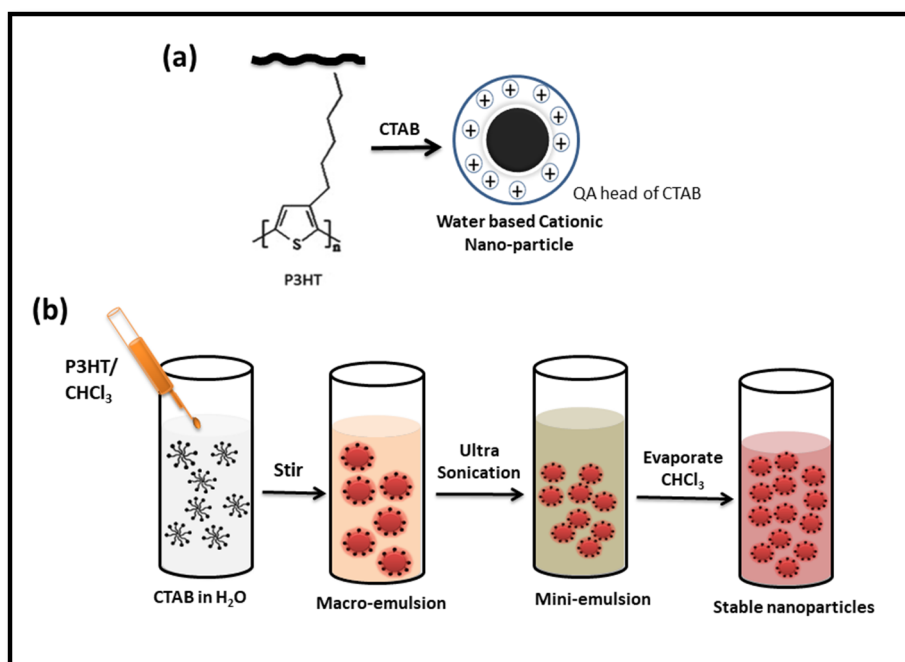 (a)
CTAB
S
n
P3HT
+ + + + + + + + + +
QA head of CTAB
Water based Cationic
Nano-particle
(b)
P3HT/
CHCl₃
Stir
Ultra
Sonication
Evaporate
CHCl₃
CTAB in H₂O
Macro-emulsion
Mini-emulsion
Stable nanoparticles